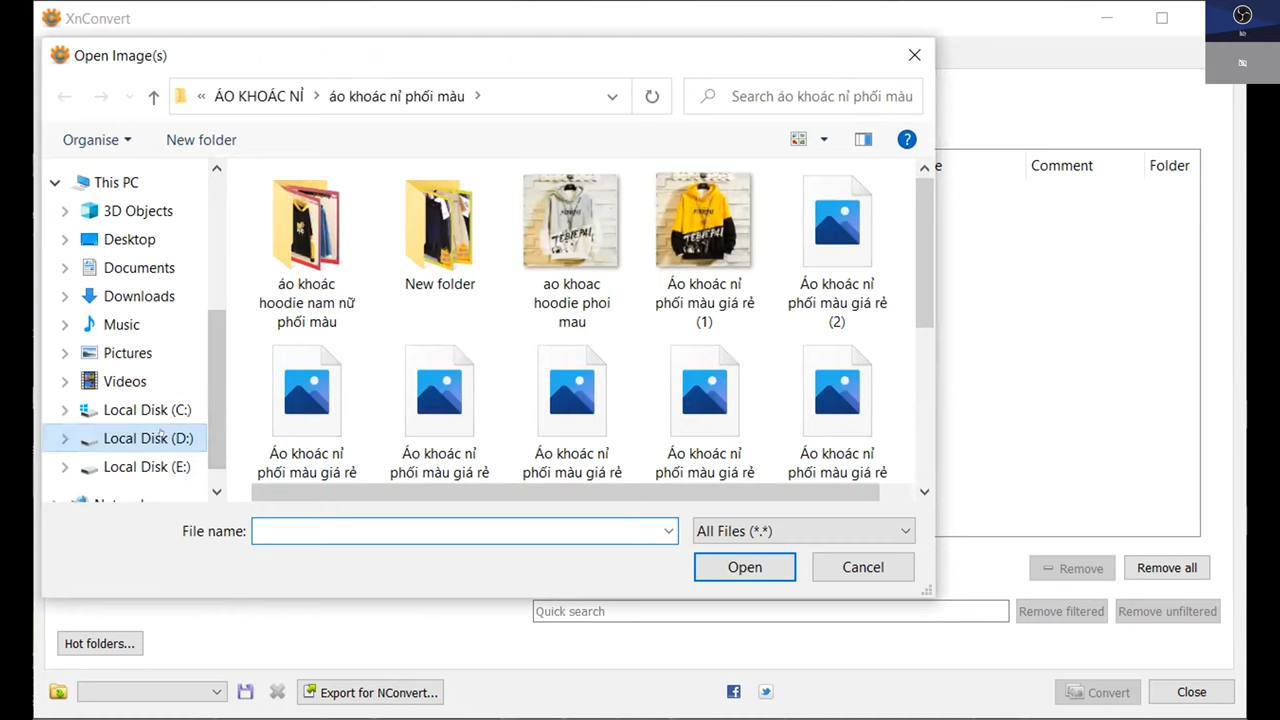 XnConvert
Open Image(s)
« ÁO KHOÁC NỈ > áo khoác nỉ phối màu >
Search áo khoác nỉ phối màu
Organise
New folder
This PC
3D Objects
Desktop
Documents
Downloads
Music
Pictures
Videos
Local Disk (C:)
Local Disk (D:)
Local Disk (E:)
áo khoác
hoodie nam nữ
phối màu
New folder
ao khoac
hoodie phoi
mau
Áo khoác nỉ
phối màu giá rẻ
(1)
Áo khoác nỉ
phối màu giá rẻ
(2)
Áo khoác nỉ
phối màu giá rẻ
Áo khoác nỉ
phối màu giá rẻ
Áo khoác nỉ
phối màu giá rẻ
Áo khoác nỉ
phối màu giá rẻ
Áo khoác nỉ
phối màu giá rẻ
File name:
All Files (*.*)
Open
Cancel
Comment
Folder
Remove
Remove all
Quick search
Remove filtered
Remove unfiltered
Hot folders...
Export for NConvert...
Convert
Close